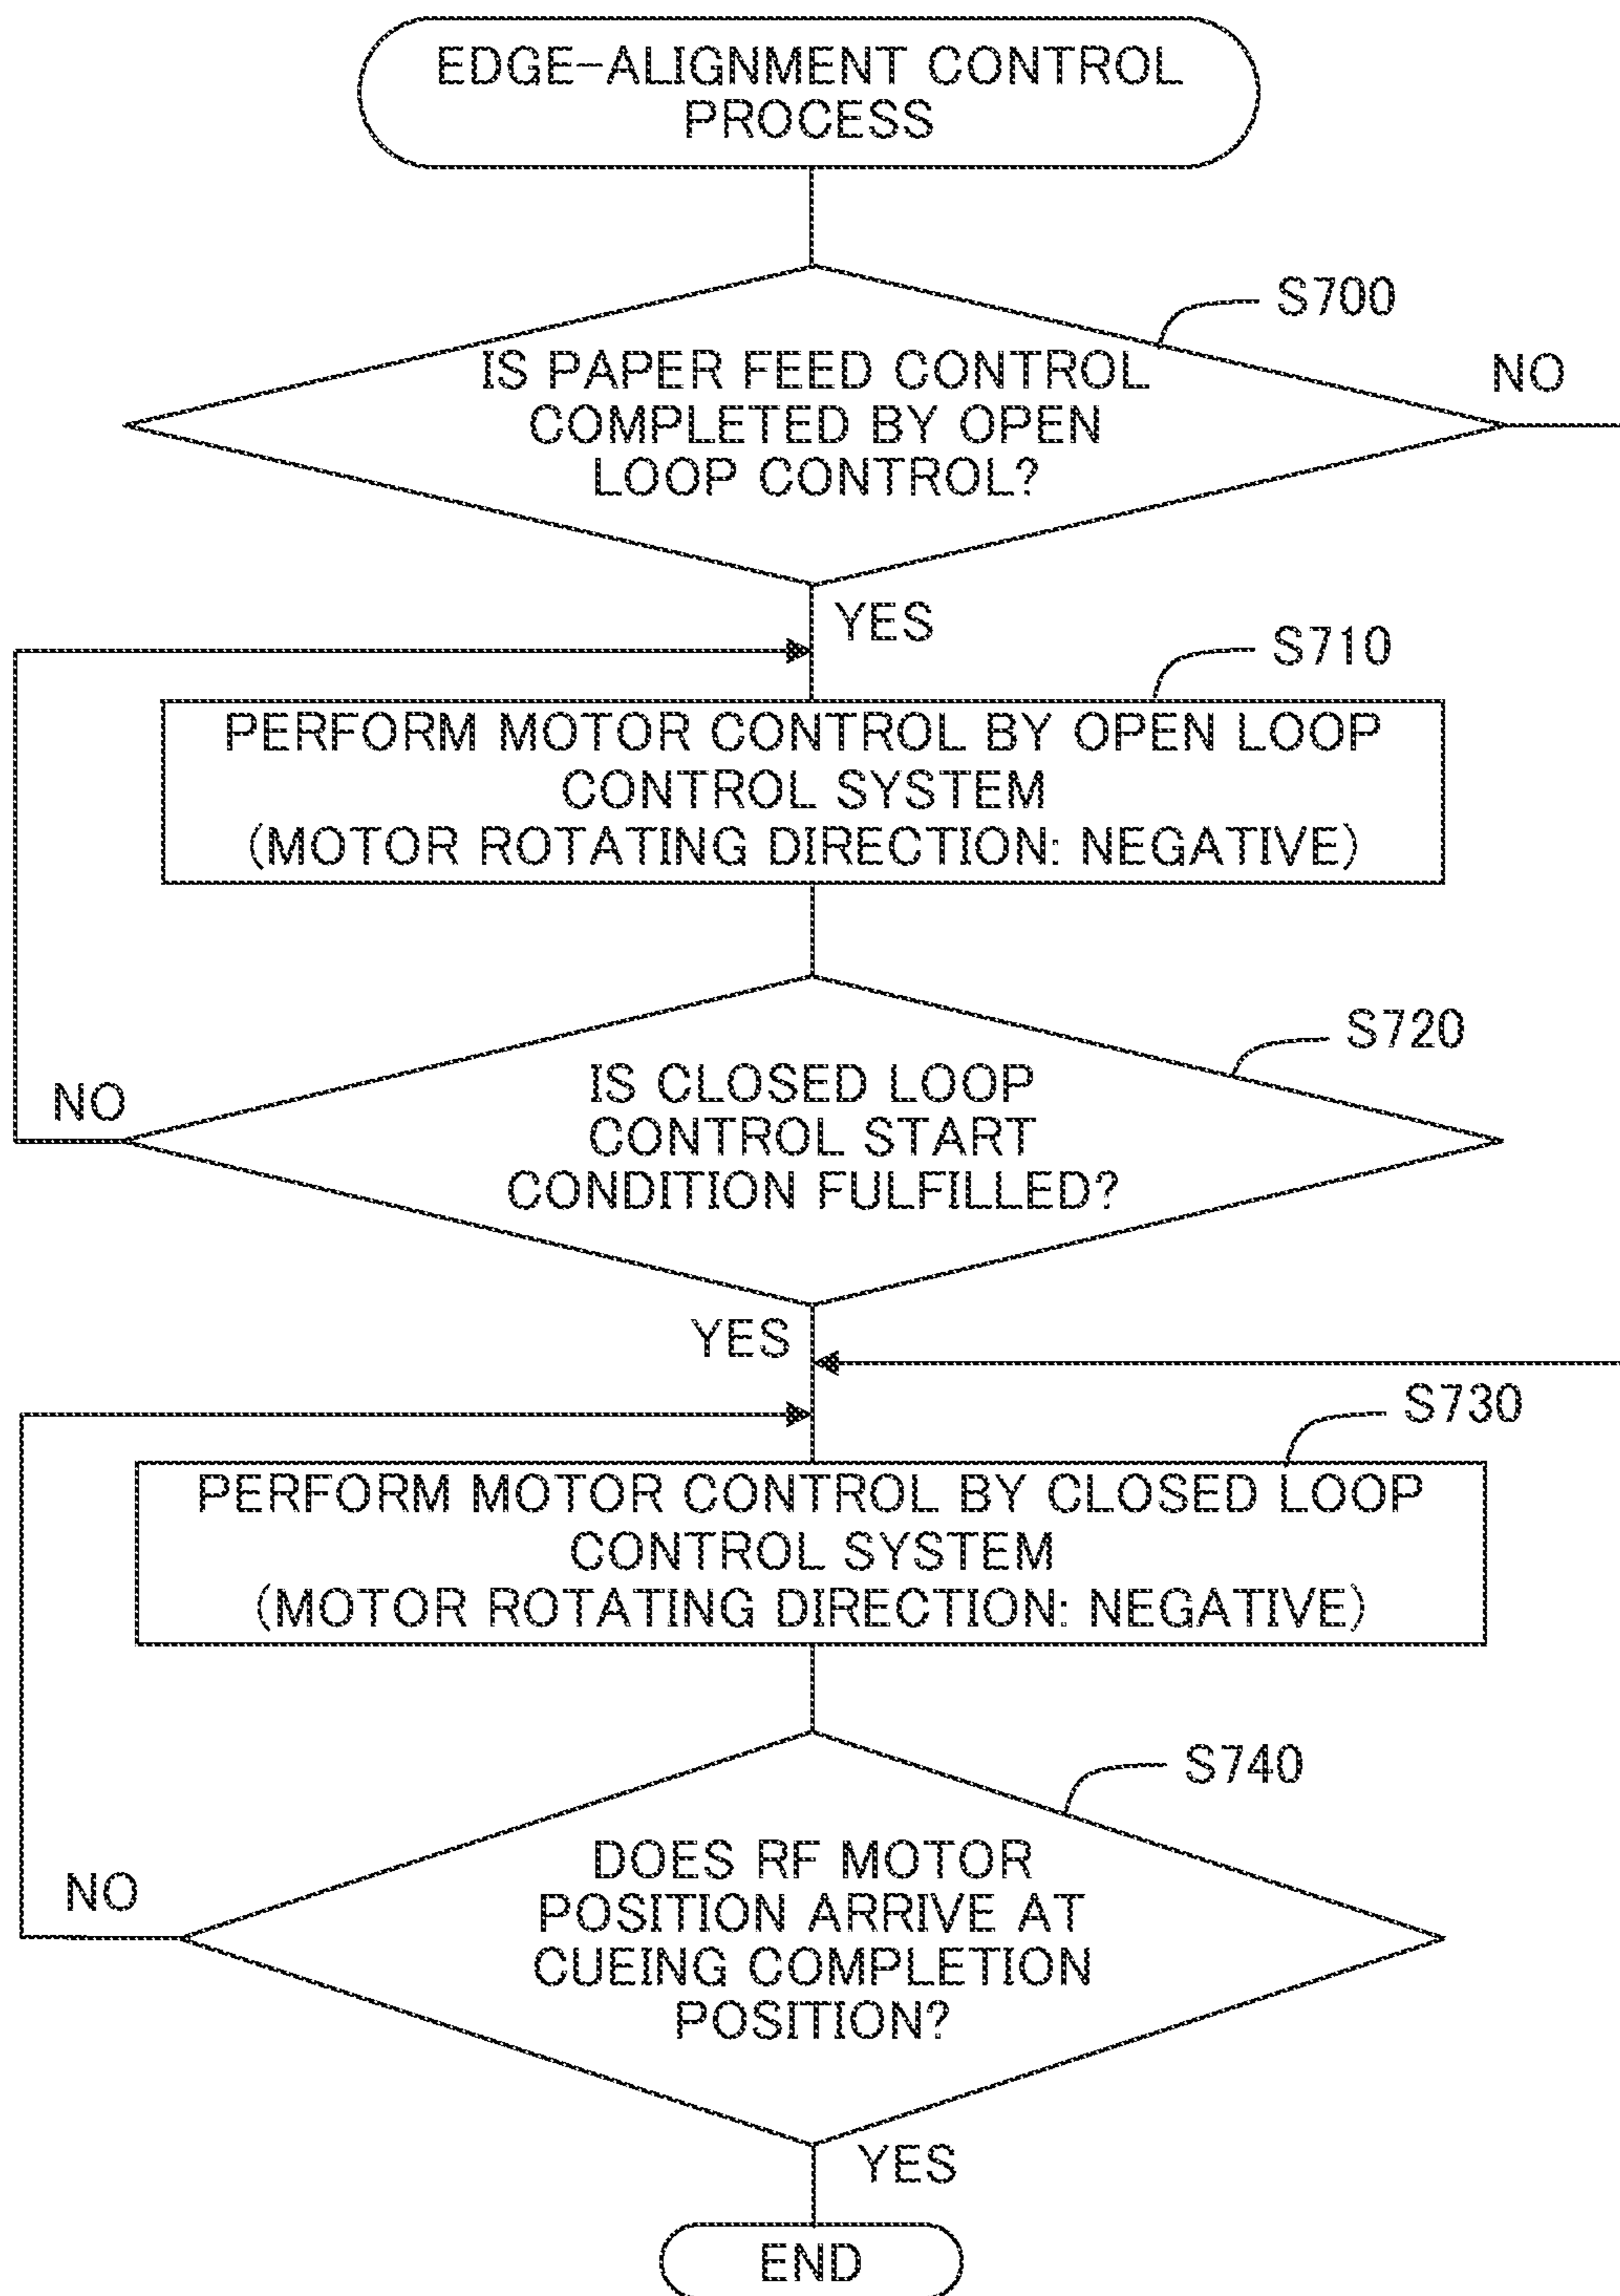 EDGE-ALIGNMENT CONTROL
PROCESS
S700
IS PAPER FEED CONTROL
COMPLETED BY OPEN
LOOP CONTROL?
NO
YES
S710
PERFORM MOTOR CONTROL BY OPEN LOOP
CONTROL SYSTEM
(MOTOR ROTATING DIRECTION: NEGATIVE)
S720
IS CLOSED LOOP
CONTROL START
CONDITION FULFILLED?
NO
YES
S730
PERFORM MOTOR CONTROL BY CLOSED LOOP
CONTROL SYSTEM
(MOTOR ROTATING DIRECTION: NEGATIVE)
S740
DOES RF MOTOR
POSITION ARRIVE AT
CUEING COMPLETION
POSITION?
NO
YES
END